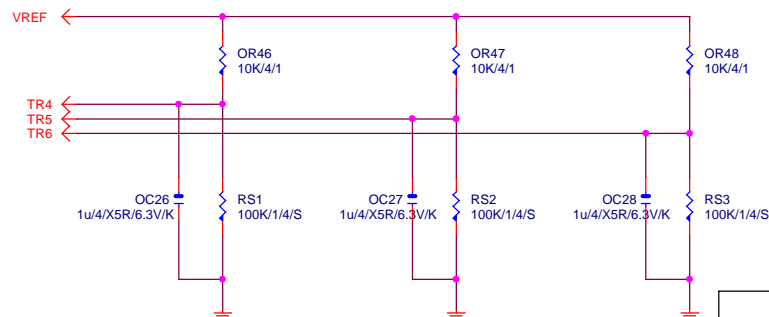 VREF
OR46
10K/4/1
OR47
10K/4/1
OR48
10K/4/1
TR4
TR5
TR6
OC26
1u/4/X5R/6.3V/K
RS1
100K/1/4/S
OC27
1u/4/X5R/6.3V/K
RS2
100K/1/4/S
OC28
1u/4/X5R/6.3V/K
RS3
100K/1/4/S